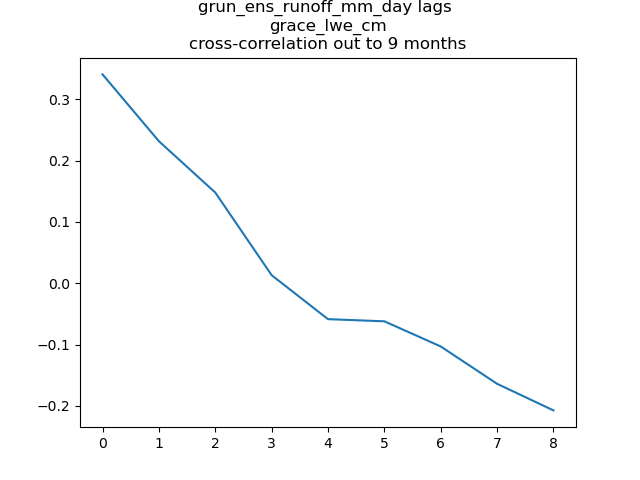 grun_ens_runoff_mm_day lags
grace_lwe_cm
cross-correlation out to 9 months
0.3
0.2
0.1
0.0
−0.1
−0.2
0 1 2 3 4 5 6 7 8